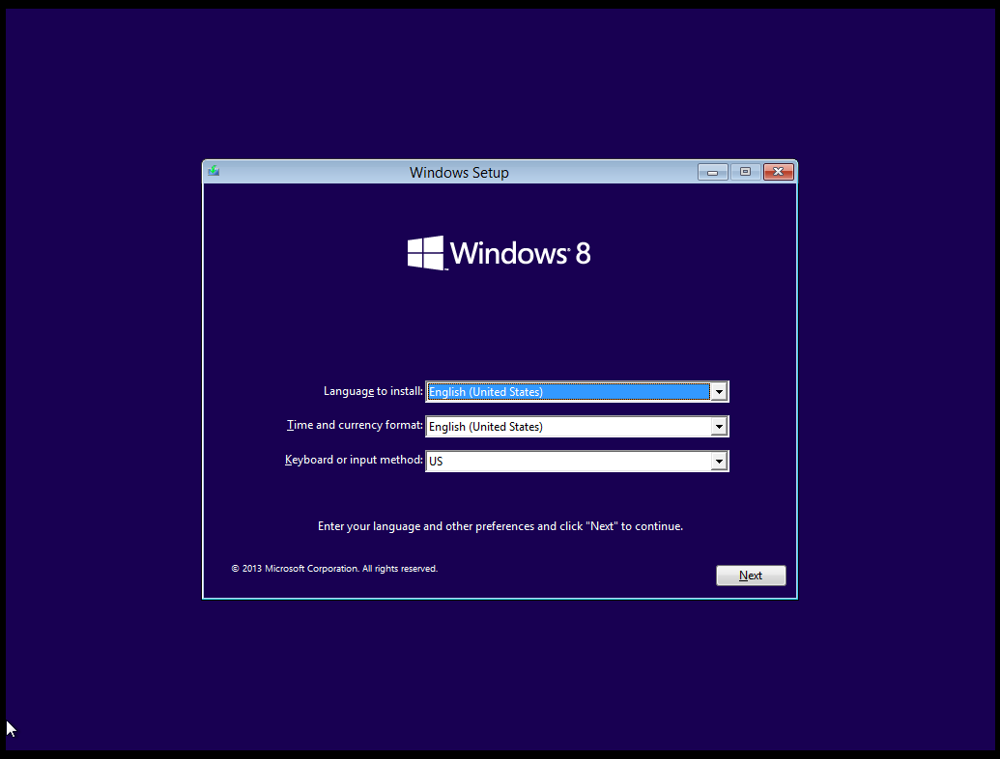 Windows Setup
Windows® 8
Language to install: English (United States)
Time and currency format: English (United States)
Keyboard or input method: US
Enter your language and other preferences and click "Next" to continue.
© 2013 Microsoft Corporation. All rights reserved.
Next